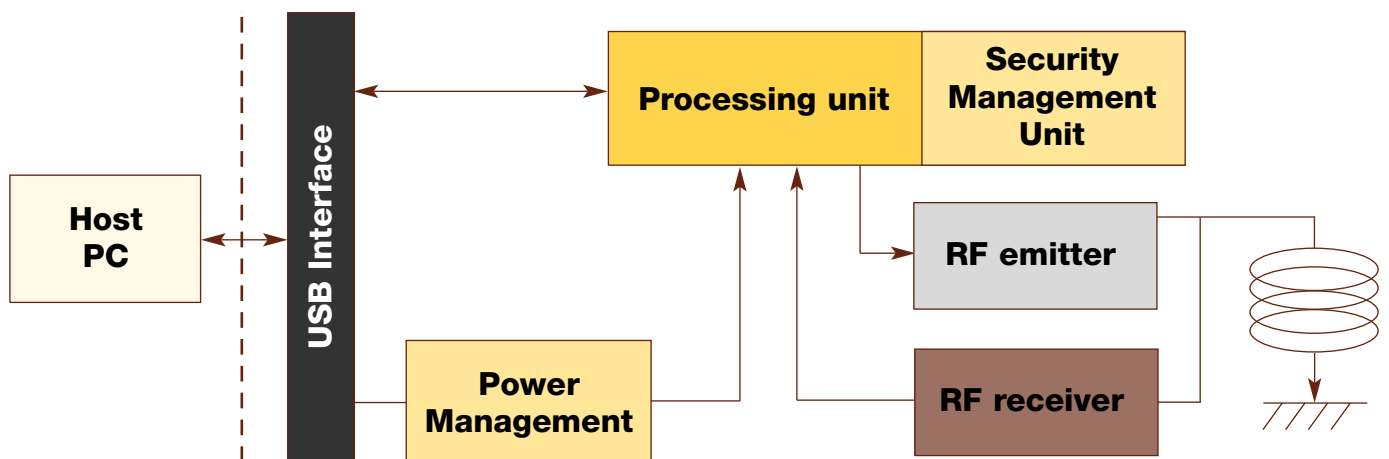 Host
PC
USB Interface
Processing unit
Security
Management
Unit
RF emitter
Power
Management
RF receiver